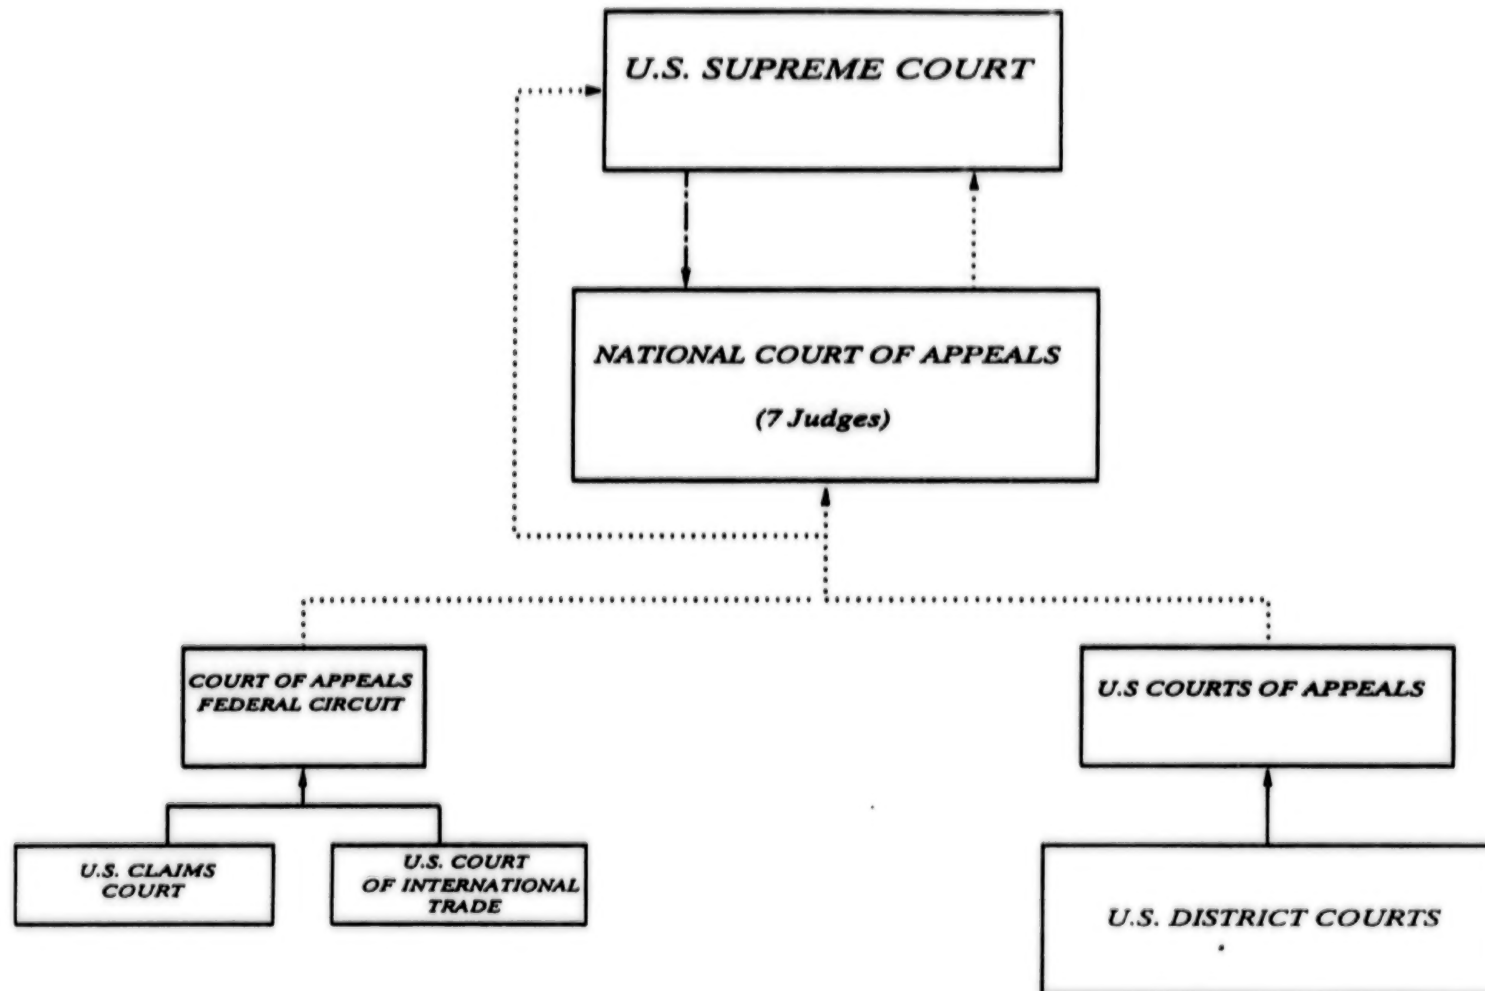 U.S. SUPREME COURT
NATIONAL COURT OF APPEALS
(7 Judges)
COURT OF APPEALS
FEDERAL CIRCUIT
U.S COURTS OF APPEALS
U.S. CLAIMS
COURT
U.S. COURT
OF INTERNATIONAL
TRADE
U.S. DISTRICT COURTS